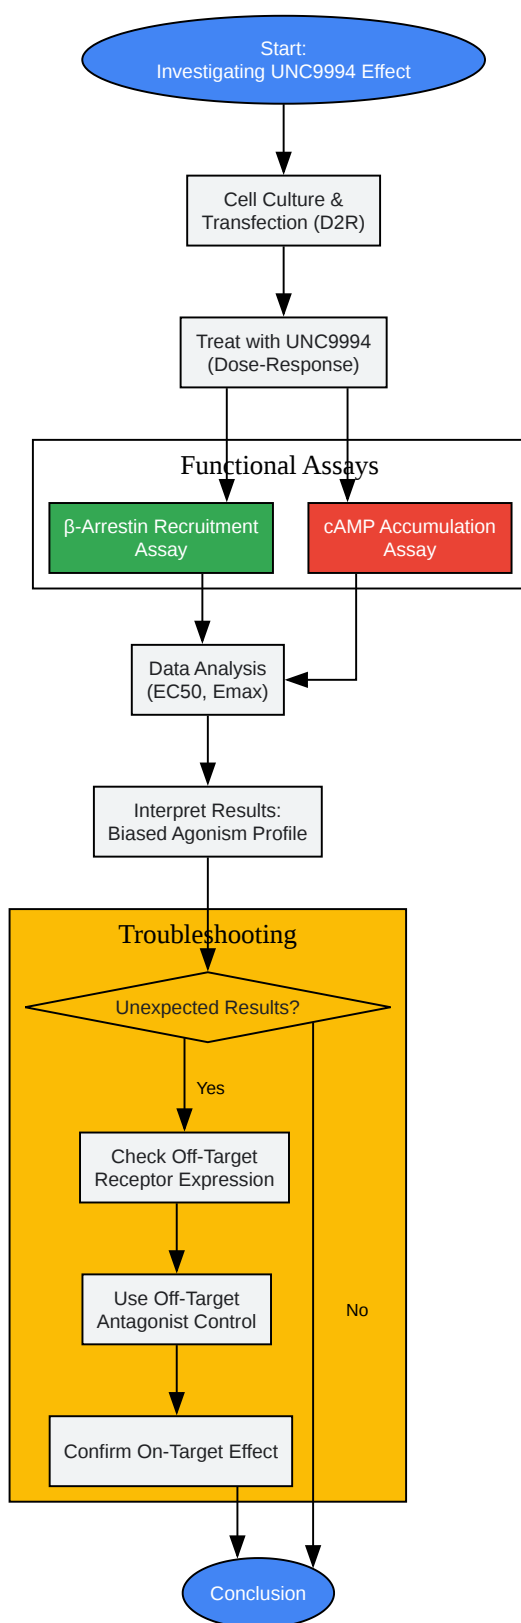 Start:
Investigating UNC9994 Effect
Cell Culture &
Transfection (D2R)
Treat with UNC9994
(Dose-Response)
Functional Assays
β-Arrestin Recruitment
Assay
cAMP Accumulation
Assay
Data Analysis
(EC50, Emax)
Interpret Results:
Biased Agonism Profile
Troubleshooting
Unexpected Results?
Yes
Check Off-Target
Receptor Expression
Use Off-Target
Antagonist Control
No
Confirm On-Target Effect
Conclusion